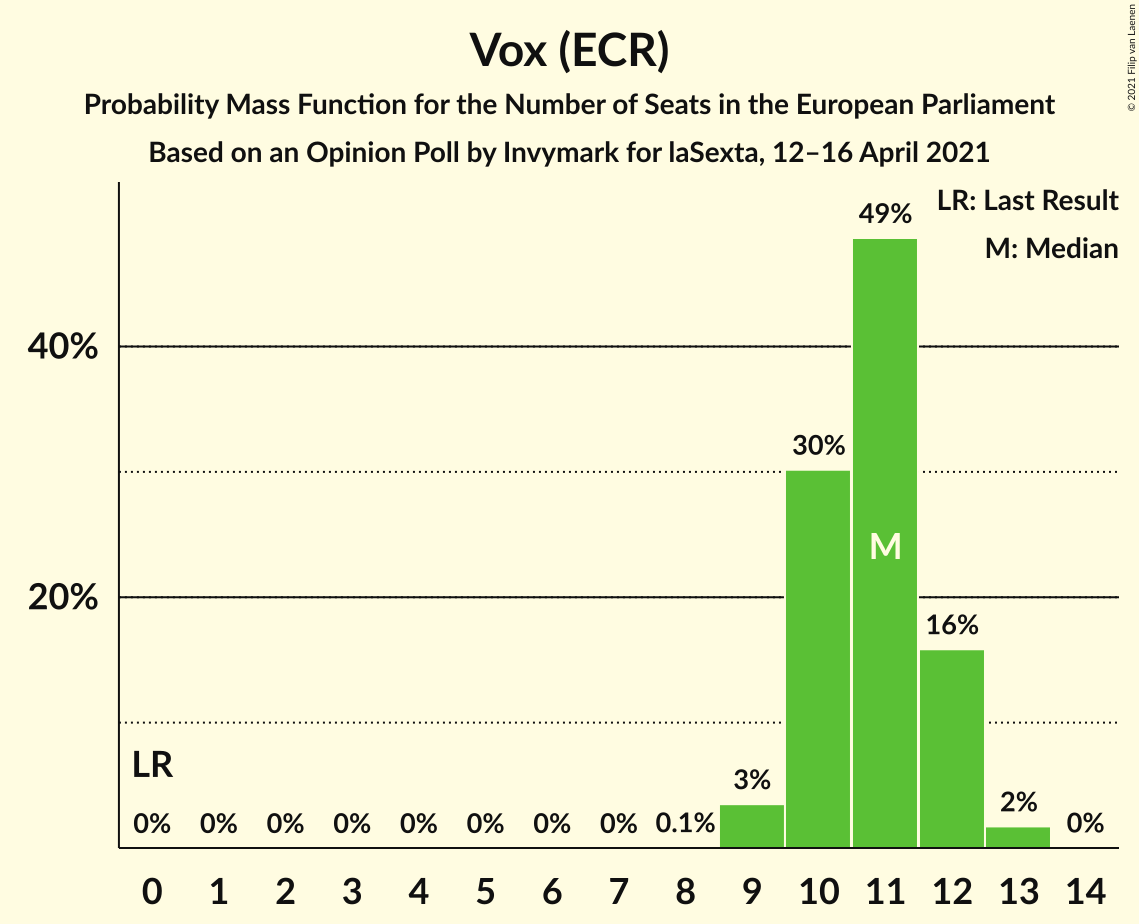 Vox (ECR)
Probability Mass Function for the Number of Seats in the European Parliament
Based on an Opinion Poll by Invymark for laSexta, 12–16 April 2021
© 2021 Filip van Laenen
LR: Last Result
M: Median
49%
40%
30%
M
20%
16%
LR
3%
2%
0% 0% 0% 0% 0% 0% 0% 0% 0.1% 0%
0 1 2 3 4 5 6 7 8 9 10 11 12 13 14